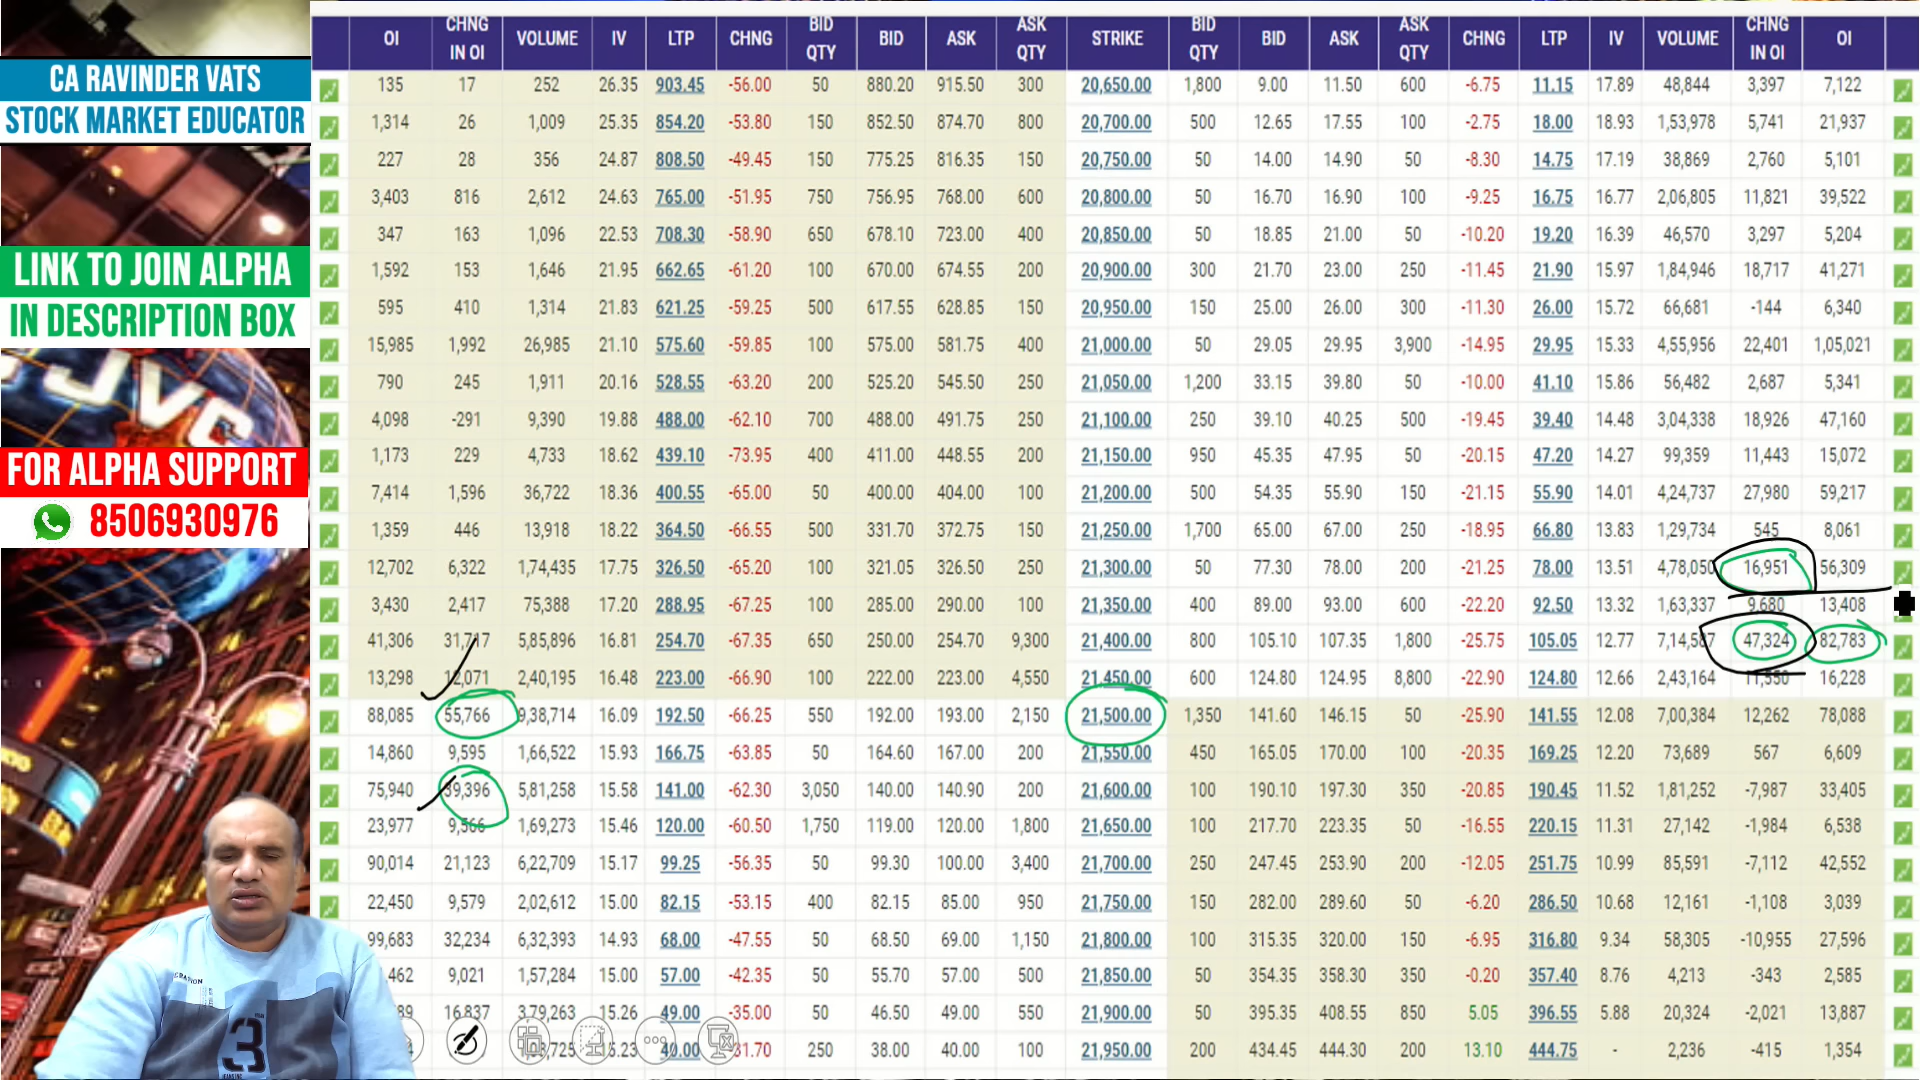 CA RAVINDER VATS
STOCK MARKET EDUCATOR
LINK TO JOIN ALPHA
IN DESCRIPTION BOX
JVC
FOR ALPHA SUPPORT
8506930976
3
OI CHNG IN OI VOLUME IV LTP CHNG BID QTY BID ASK ASK QTY STRIKE BID QTY BID ASK ASK QTY CHNG LTP IV VOLUME CHNG IN OI OI
135 17 252 26.35 903.45 -56.00 50 880.20 915.50 300 20,650.00 1,800 9.00 11.50 600 -6.75 11.15 17.89 48,844 3,397 7,122
1,314 26 1,009 25.35 854.20 -53.80 150 852.50 874.70 800 20,700.00 500 12.65 17.55 100 -2.75 18.00 18.93 1,53,978 5,741 21,937
227 28 356 24.87 808.50 -49.45 150 775.25 816.35 150 20,750.00 50 14.00 14.90 50 -8.30 14.75 17.19 38,869 2,760 5,101
3,403 816 2,612 24.63 765.00 -51.95 750 756.95 768.00 600 20,800.00 50 16.70 16.90 100 -9.25 16.75 16.77 2,06,805 11,821 39,522
347 163 1,096 22.53 708.30 -58.90 650 678.10 723.00 400 20,850.00 50 18.85 21.00 50 -10.20 19.20 16.39 46,570 3,297 5,204
1,592 153 1,646 21.95 662.65 -61.20 100 670.00 674.55 200 20,900.00 300 21.70 23.00 250 -11.45 21.90 15.97 1,84,946 18,717 41,271
595 410 1,314 21.83 621.25 -59.25 500 617.55 628.85 150 20,950.00 150 25.00 26.00 300 -11.30 26.00 15.72 66,681 -144 6,340
15,985 1,992 26,985 21.10 575.60 -59.85 100 575.00 581.75 400 21,000.00 50 29.05 29.95 3,900 -14.95 29.95 15.33 4,55,956 22,401 1,05,021
790 245 1,911 20.16 528.55 -63.20 200 525.20 545.50 250 21,050.00 1,200 33.15 39.80 50 -10.00 41.10 15.86 56,482 2,687 5,341
4,098 -291 9,390 19.88 488.00 -62.10 700 488.00 491.75 250 21,100.00 250 39.10 40.25 500 -19.45 39.40 14.48 3,04,338 18,926 47,160
1,173 229 4,733 18.62 439.10 -73.95 400 411.00 448.55 200 21,150.00 950 45.35 47.95 50 -20.15 47.20 14.27 99,359 11,443 15,072
7,414 1,596 36,722 18.36 400.55 -65.00 50 400.00 404.00 100 21,200.00 500 54.35 55.90 150 -21.15 55.90 14.01 4,24,737 27,980 59,217
1,359 446 13,918 18.22 364.50 -66.55 500 331.70 372.75 150 21,250.00 1,700 65.00 67.00 250 -18.95 66.80 13.83 1,29,734 545 8,061
12,702 6,322 1,74,435 17.75 326.50 -65.20 100 321.05 326.50 250 21,300.00 50 77.30 78.00 200 -21.25 78.00 13.51 4,78,050 16,951 56,309
3,430 2,417 75,388 17.20 288.95 -67.25 100 285.00 290.00 100 21,350.00 400 89.00 93.00 600 -22.20 92.50 13.32 1,63,337 9,680 13,408
41,306 5,85,896 16.81 254.70 -67.35 650 250.00 254.70 9,300 21,400.00 800 105.10 107.35 1,800 -25.75 105.05 12.77 47,324 82,783
13,298 12,071 2,40,195 16.48 223.00 -66.90 100 222.00 223.00 4,550 21,450.00 600 124.80 124.95 8,800 -22.90 124.80 12.66 2,43,164 16,228
88,085 55,766 9,38,714 16.09 192.50 -66.25 550 192.00 193.00 2,150 21,500.00 1,350 141.60 146.15 50 -25.90 141.55 12.08 7,00,384 12,262 78,088
14,860 9,595 1,66,522 15.93 166.75 -63.85 50 164.60 167.00 200 21,550.00 450 165.05 170.00 100 -20.35 169.25 12.20 73,689 567 6,609
75,940 39,396 5,81,258 15.58 141.00 -62.30 3,050 140.00 140.90 200 21,600.00 100 190.10 197.30 350 -20.85 190.45 11.52 1,81,252 -7,987 33,405
23,977 9,566 1,69,273 15.46 120.00 -60.50 1,750 119.00 120.00 1,800 21,650.00 100 217.70 223.35 50 -16.55 220.15 11.31 27,142 -1,984 6,538
90,014 21,123 6,22,709 15.17 99.25 -56.35 50 99.30 100.00 3,400 21,700.00 250 247.45 253.90 200 -12.05 251.75 10.99 85,591 -7,112 42,552
22,450 9,579 2,02,612 15.00 82.15 -53.15 400 82.15 85.00 950 21,750.00 150 282.00 289.60 50 -6.20 286.50 10.68 12,161 -1,108 3,039
99,683 32,234 6,32,393 14.93 68.00 -47.55 50 68.50 69.00 1,150 21,800.00 100 315.35 320.00 150 -6.95 316.80 9.34 58,305 -10,955 27,596
462 9,021 1,57,284 15.00 57.00 -42.35 50 55.70 57.00 500 21,850.00 50 354.35 358.30 350 -0.20 357.40 8.76 4,213 -343 2,585
16,837 3,79,263 15.26 49.00 -35.00 50 46.50 49.00 550 21,900.00 50 395.35 408.55 850 5.05 396.55 5.88 20,324 -2,021 13,887
40.00 250 38.00 40.00 100 21,950.00 200 434.45 444.30 200 13.10 444.75 - 2,236 -415 1,354